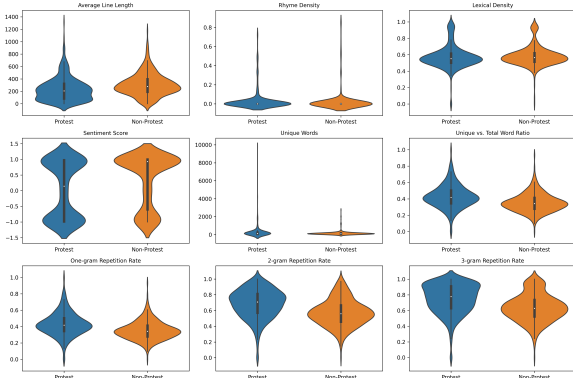 Average Line Length
1400
1200
1000
800
600
400
200
0
Protest
Non-Protest
Rhyme Density
0.8
0.6
0.4
0.2
0.0
Protest
Non-Protest
Lexical Density
1.0
0.8
0.6
0.4
0.2
0.0
Protest
Non-Protest
Sentiment Score
1.5
1.0
0.5
0.0
−0.5
−1.0
−1.5
Protest
Non-Protest
Unique Words
10000
8000
6000
4000
2000
0
Protest
Non-Protest
Unique vs. Total Word Ratio
1.0
0.8
0.6
0.4
0.2
0.0
Protest
Non-Protest
One-gram Repetition Rate
1.0
0.8
0.6
0.4
0.2
0.0
Protest
Non-Protest
2-gram Repetition Rate
1.0
0.8
0.6
0.4
0.2
0.0
Protest
Non-Protest
3-gram Repetition Rate
1.0
0.8
0.6
0.4
0.2
0.0
Protest
Non-Protest